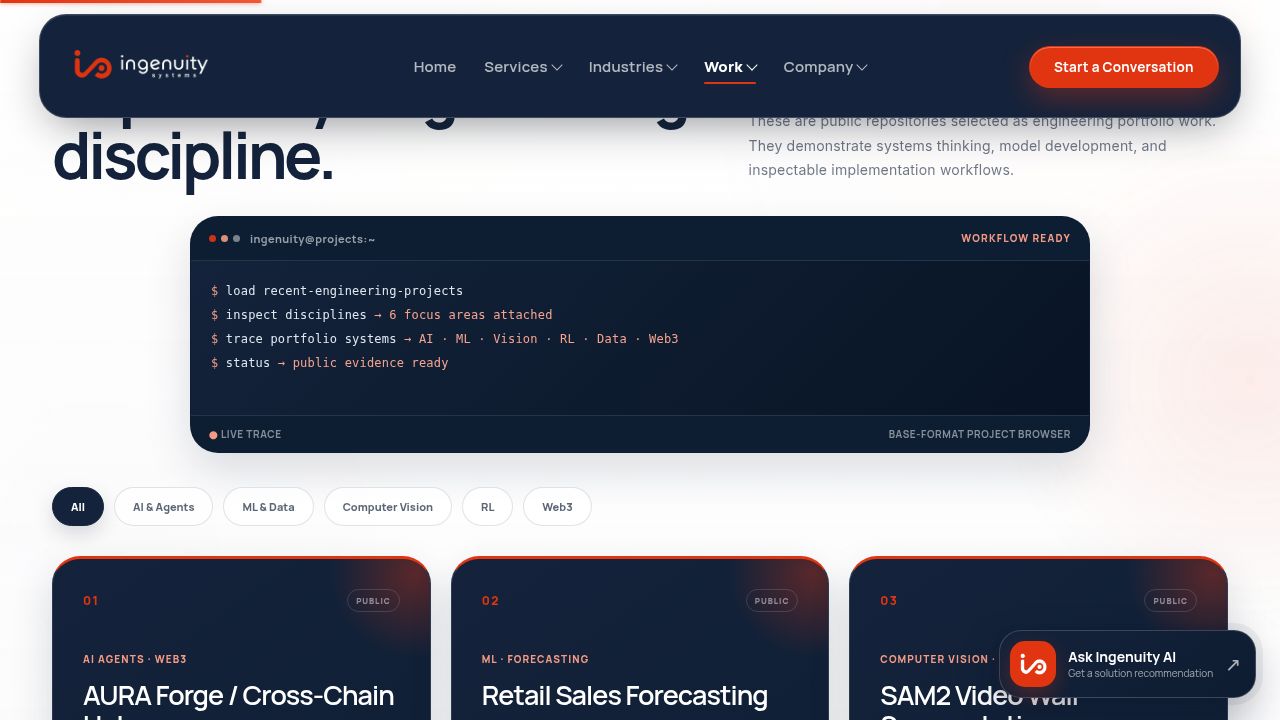 ingenuity
systems
Home
Services
Industries
Work
Company
Start a Conversation
discipline.
These are public repositories selected as engineering portfolio work.
They demonstrate systems thinking, model development, and
inspectable implementation workflows.
ingenuity@projects:~
WORKFLOW READY
$ load recent-engineering-projects
$ inspect disciplines → 6 focus areas attached
$ trace portfolio systems → AI · ML · Vision · RL · Data · Web3
$ status → public evidence ready
LIVE TRACE
BASE-FORMAT PROJECT BROWSER
All
AI & Agents
ML & Data
Computer Vision
RL
Web3
01
PUBLIC
AI AGENTS · WEB3
AURA Forge / Cross-Chain
02
PUBLIC
ML · FORECASTING
Retail Sales Forecasting
03
PUBLIC
COMPUTER VISION ·
SAM2 Video Wall
Ask Ingenuity AI
Get a solution recommendation ↗